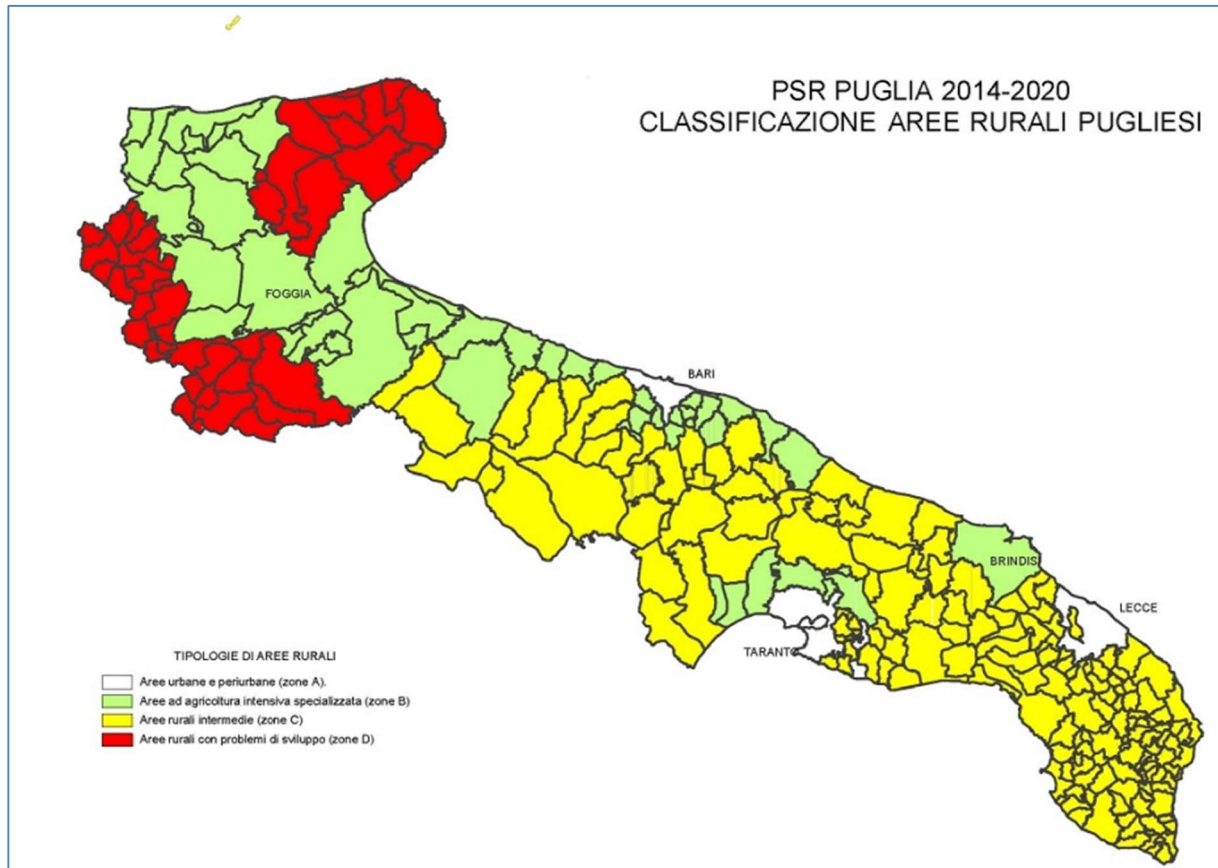 PSR PUGLIA 2014-2020
CLASSIFICAZIONE AREE RURALI PUGLIESI
FOGGIA
BARI
BRINDISI
LECCE
TARANTO
TIPOLOGIE DI AREE RURALI
Aree urbane e periurbane (zone A).
Aree ad agricoltura intensiva specializzata (zone B)
Aree rurali intermedie (zone C)
Aree rurali con problemi di sviluppo (zone D)